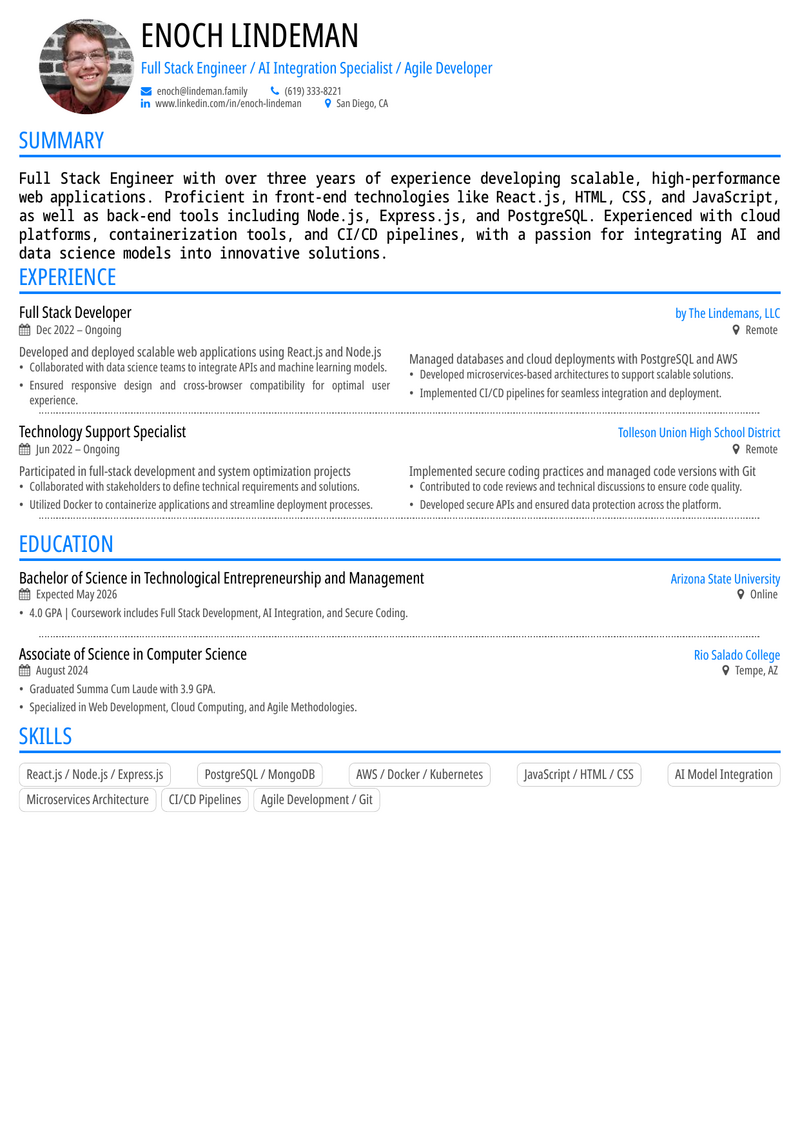 ENOCH LINDEMAN
Full Stack Engineer / AI Integration Specialist / Agile Developer
enoch@lindeman.family (619) 333-8221
www.linkedin.com/in/enoch-lindeman San Diego, CA
SUMMARY
Full Stack Engineer with over three years of experience developing scalable, high-performance
web applications. Proficient in front-end technologies like React.js, HTML, CSS, and JavaScript,
as well as back-end tools including Node.js, Express.js, and PostgreSQL. Experienced with cloud
platforms, containerization tools, and CI/CD pipelines, with a passion for integrating AI and
data science models into innovative solutions.
EXPERIENCE
Full Stack Developer by The Lindemans, LLC
Dec 2022 – Ongoing Remote
Developed and deployed scalable web applications using React.js and Node.js
• Collaborated with data science teams to integrate APIs and machine learning models.
• Ensured responsive design and cross-browser compatibility for optimal user
experience.
Managed databases and cloud deployments with PostgreSQL and AWS
• Developed microservices-based architectures to support scalable solutions.
• Implemented CI/CD pipelines for seamless integration and deployment.
Technology Support Specialist Tolleson Union High School District
Jun 2022 – Ongoing Remote
Participated in full-stack development and system optimization projects
• Collaborated with stakeholders to define technical requirements and solutions.
• Utilized Docker to containerize applications and streamline deployment processes.
Implemented secure coding practices and managed code versions with Git
• Contributed to code reviews and technical discussions to ensure code quality.
• Developed secure APIs and ensured data protection across the platform.
EDUCATION
Bachelor of Science in Technological Entrepreneurship and Management Arizona State University
Expected May 2026 Online
• 4.0 GPA | Coursework includes Full Stack Development, AI Integration, and Secure Coding.
Associate of Science in Computer Science Rio Salado College
August 2024 Tempe, AZ
• Graduated Summa Cum Laude with 3.9 GPA.
• Specialized in Web Development, Cloud Computing, and Agile Methodologies.
SKILLS
React.js / Node.js / Express.js PostgreSQL / MongoDB AWS / Docker / Kubernetes JavaScript / HTML / CSS AI Model Integration
Microservices Architecture CI/CD Pipelines Agile Development / Git